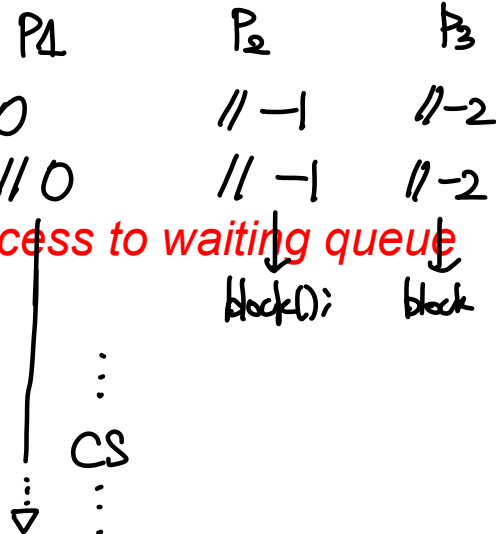 P1 P2 P3
0 // -1 // -2
// 0 // -1 // -2
cess to waiting queue
block(); block
CS